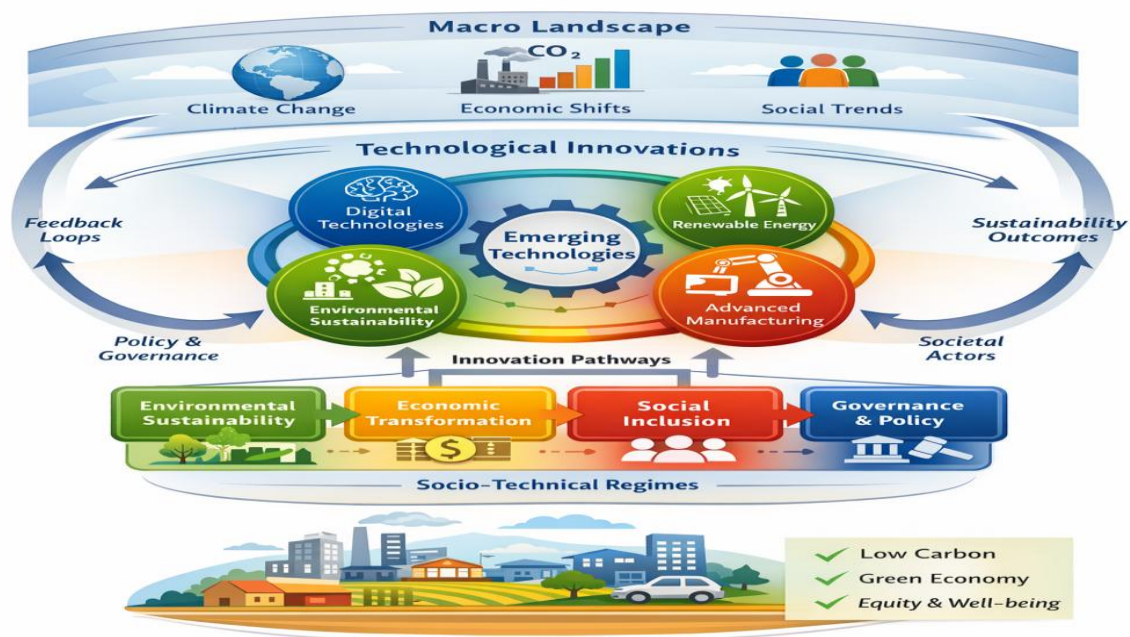 Macro Landscape
CO₂
Climate Change
Economic Shifts
Social Trends
Technological Innovations
Digital
Technologies
Renewable Energy
Feedback
Loops
Emerging
Technologies
Sustainability
Outcomes
Environmental
Sustainability
Advanced
Manufacturing
Policy &
Governance
Societal
Actors
Innovation Pathways
Environmental
Sustainability
Economic
Transformation
Social
Inclusion
Governance
& Policy
$
Socio-Technical Regimes
✓ Low Carbon
✓ Green Economy
✓ Equity & Well-being